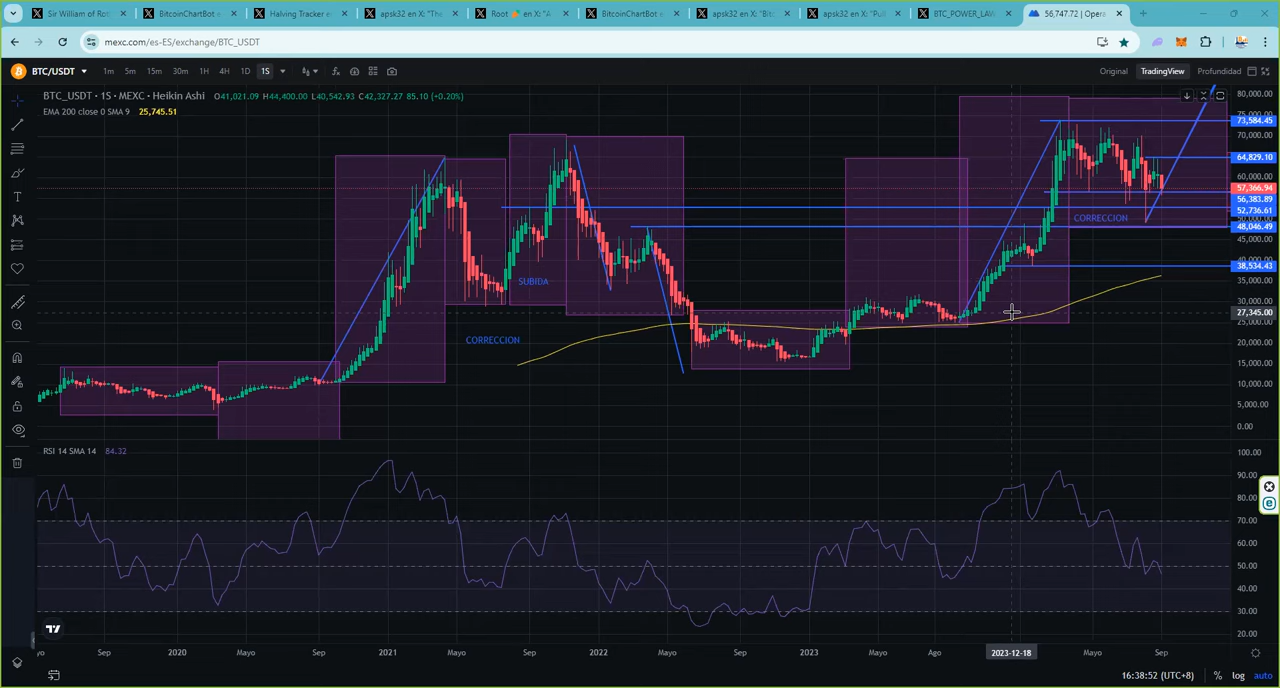 Sir William of Rot
BitcoinChartBot e
Halving Tracker e
apsk32 en X: "The
Root 🥕 en X: "A
BitcoinChartBot e
apsk32 en X: "Bitc
apsk32 en X: "Pull
BTC_POWER_LAW
56,747.72 | Opera
mexc.com/es-ES/exchange/BTC_USDT
BTC/USDT 1m 5m 15m 30m 1H 4H 1D 1S
Original TradingView Profundidad
BTC_USDT · 1S · MEXC · Heikin Ashi O41,021.09 H44,400.00 L40,542.93 C42,327.27 85.10 (+0.20%)
EMA 200 close 0 SMA 9 25,745.51
80,000.00
75,000.00
73,584.45
70,000.00
64,829.10
60,000.00
57,366.94
56,383.89
52,736.61
50,000.00
48,046.49
45,000.00
40,000.00
38,534.43
35,000.00
30,000.00
27,345.00
25,000.00
20,000.00
15,000.00
10,000.00
5,000.00
0.00
CORRECCION
SUBIDA
CORRECCION
RSI 14 SMA 14 84.32
100.00
90.00
80.00
70.00
60.00
50.00
40.00
30.00
20.00
yo Sep 2020 Mayo Sep 2021 Mayo Sep 2022 Mayo Sep 2023 Mayo Ago 2023-12-18 Mayo Sep
16:38:52 (UTC+8) % log auto